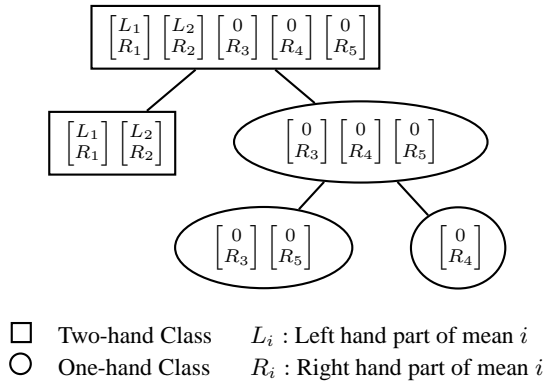 [L₁ R₁] [L₂ R₂] [0 R₃] [0 R₄] [0 R₅]
[L₁ R₁] [L₂ R₂]
[0 R₃] [0 R₄] [0 R₅]
[0 R₃] [0 R₅]
[0 R₄]
Two-hand Class Lᵢ : Left hand part of mean i
One-hand Class Rᵢ : Right hand part of mean i